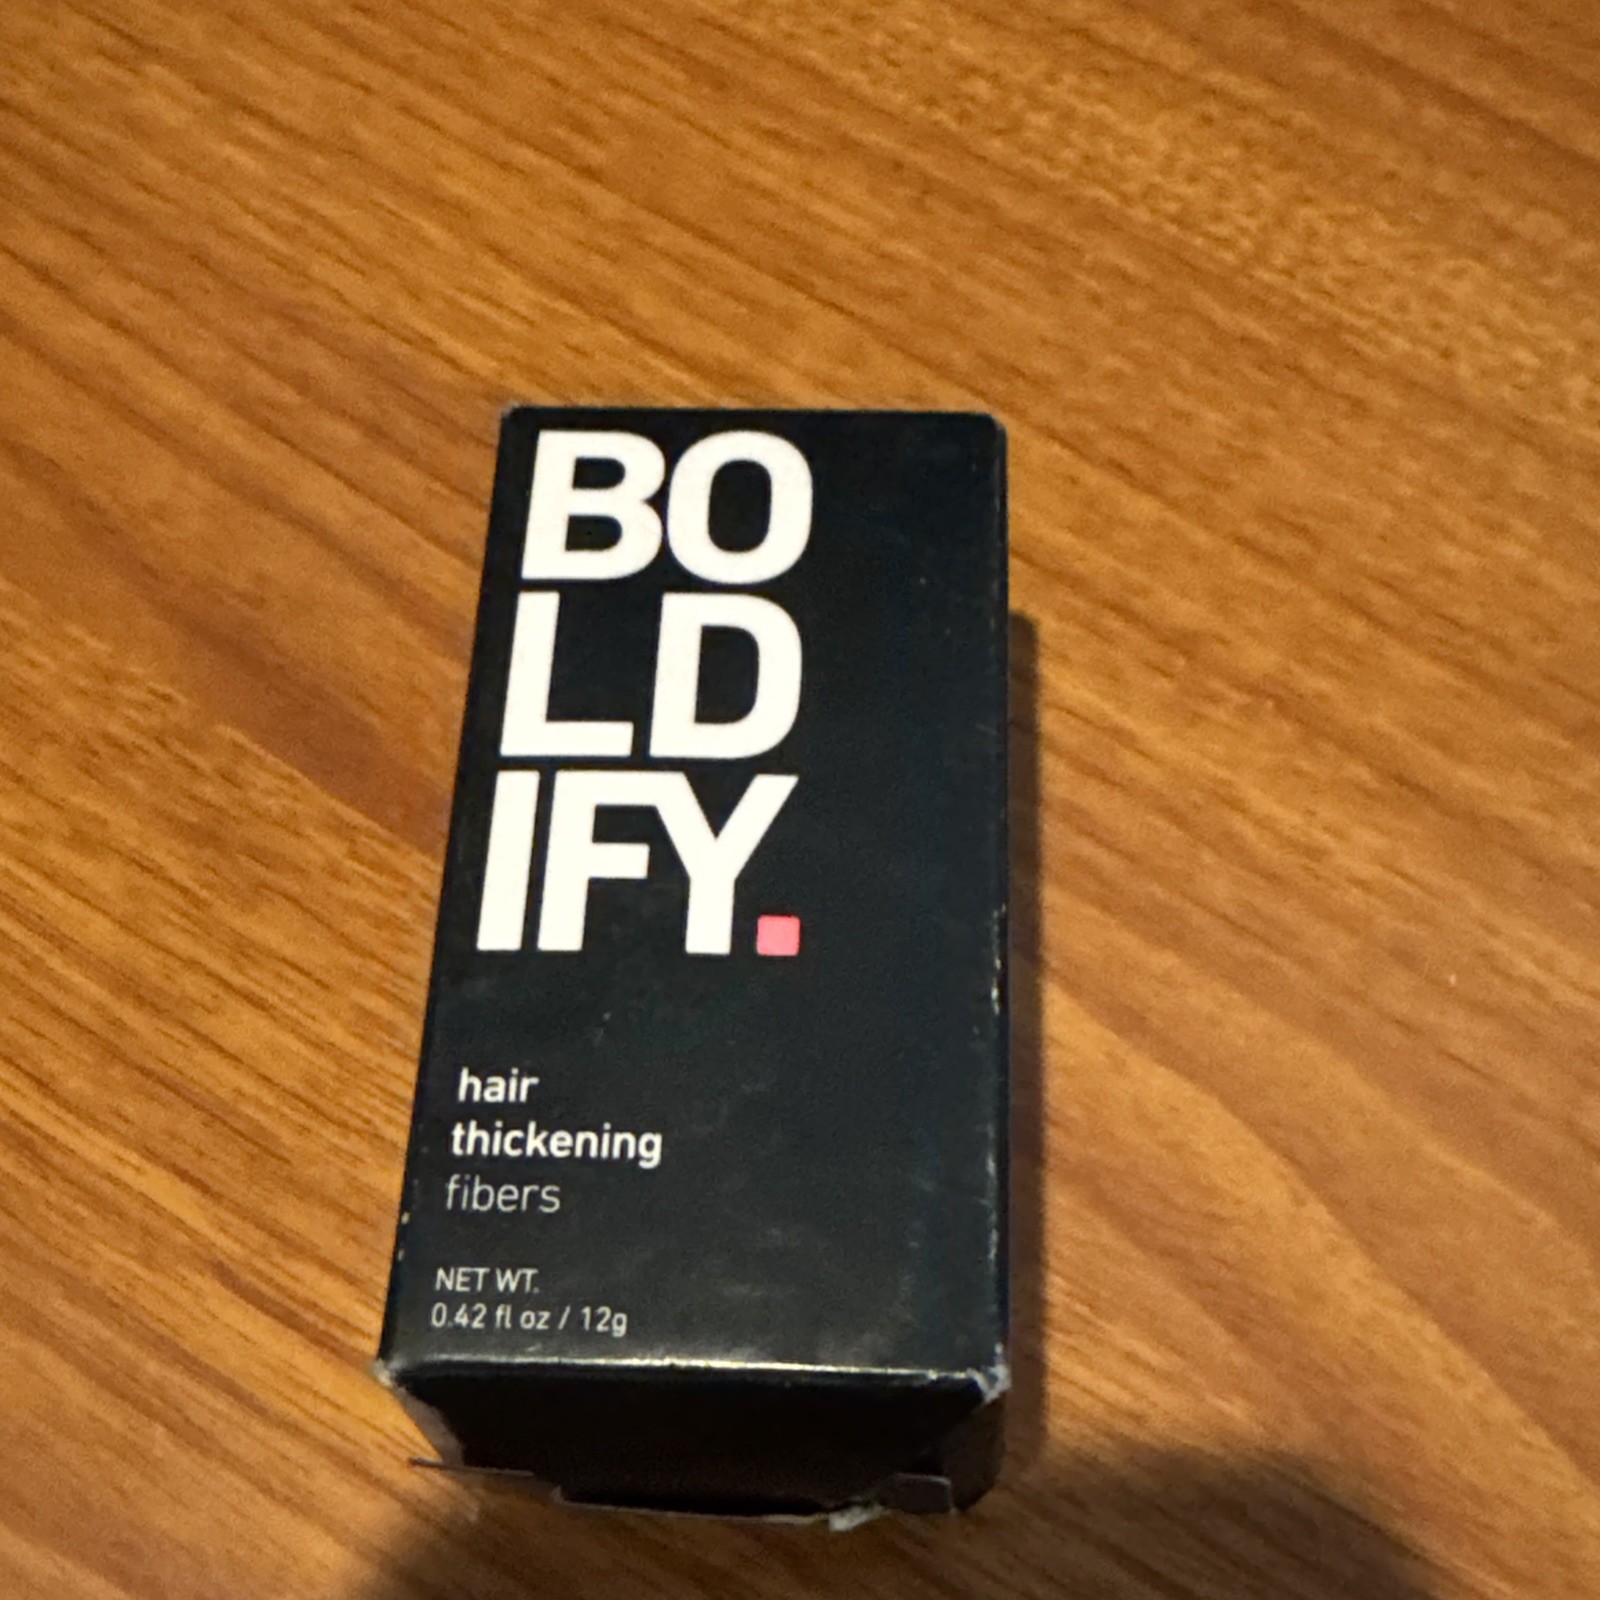 BO
LD
IFY.
hair
thickening
fibers
NET WT.
0.42 fl oz / 12g